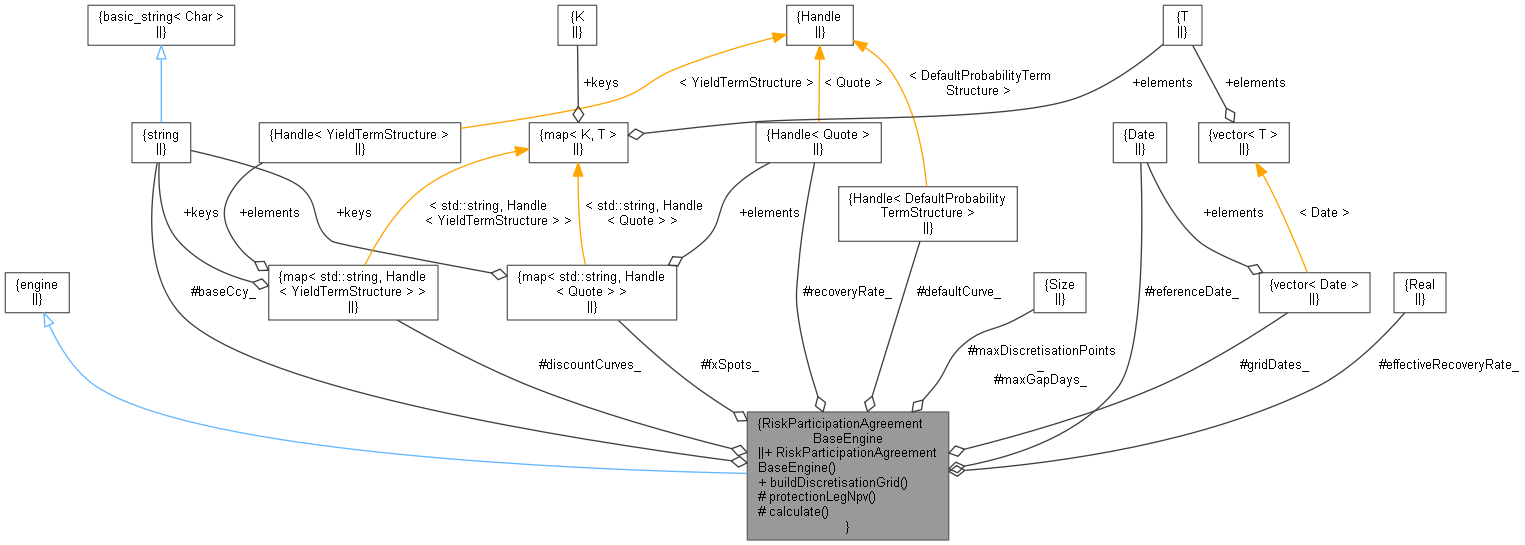 {basic_string< Char >
||}
{K
||}
{Handle
||}
{T
||}
+keys
< YieldTermStructure >
< Quote >
< DefaultProbabilityTerm
Structure >
+elements
+elements
{string
||}
{Handle< YieldTermStructure >
||}
{map< K, T >
||}
{Handle< Quote >
||}
{Date
||}
{vector< T >
||}
{Handle< DefaultProbability
TermStructure >
||}
+keys
+elements
+keys
< std::string, Handle
< YieldTermStructure > >
< std::string, Handle
< Quote > >
+elements
+elements
< Date >
{engine
||}
#baseCcy_
{map< std::string, Handle
< YieldTermStructure > >
||}
{map< std::string, Handle
< Quote > >
||}
#recoveryRate_
#defaultCurve_
{Size
||}
#referenceDate_
{vector< Date >
||}
{Real
||}
#discountCurves_
#fxSpots_
#maxDiscretisationPoints
_
#maxGapDays_
#gridDates_
#effectiveRecoveryRate_
{RiskParticipationAgreement
BaseEngine
||+ RiskParticipationAgreement
BaseEngine()
+ buildDiscretisationGrid()
# protectionLegNpv()
# calculate()
}